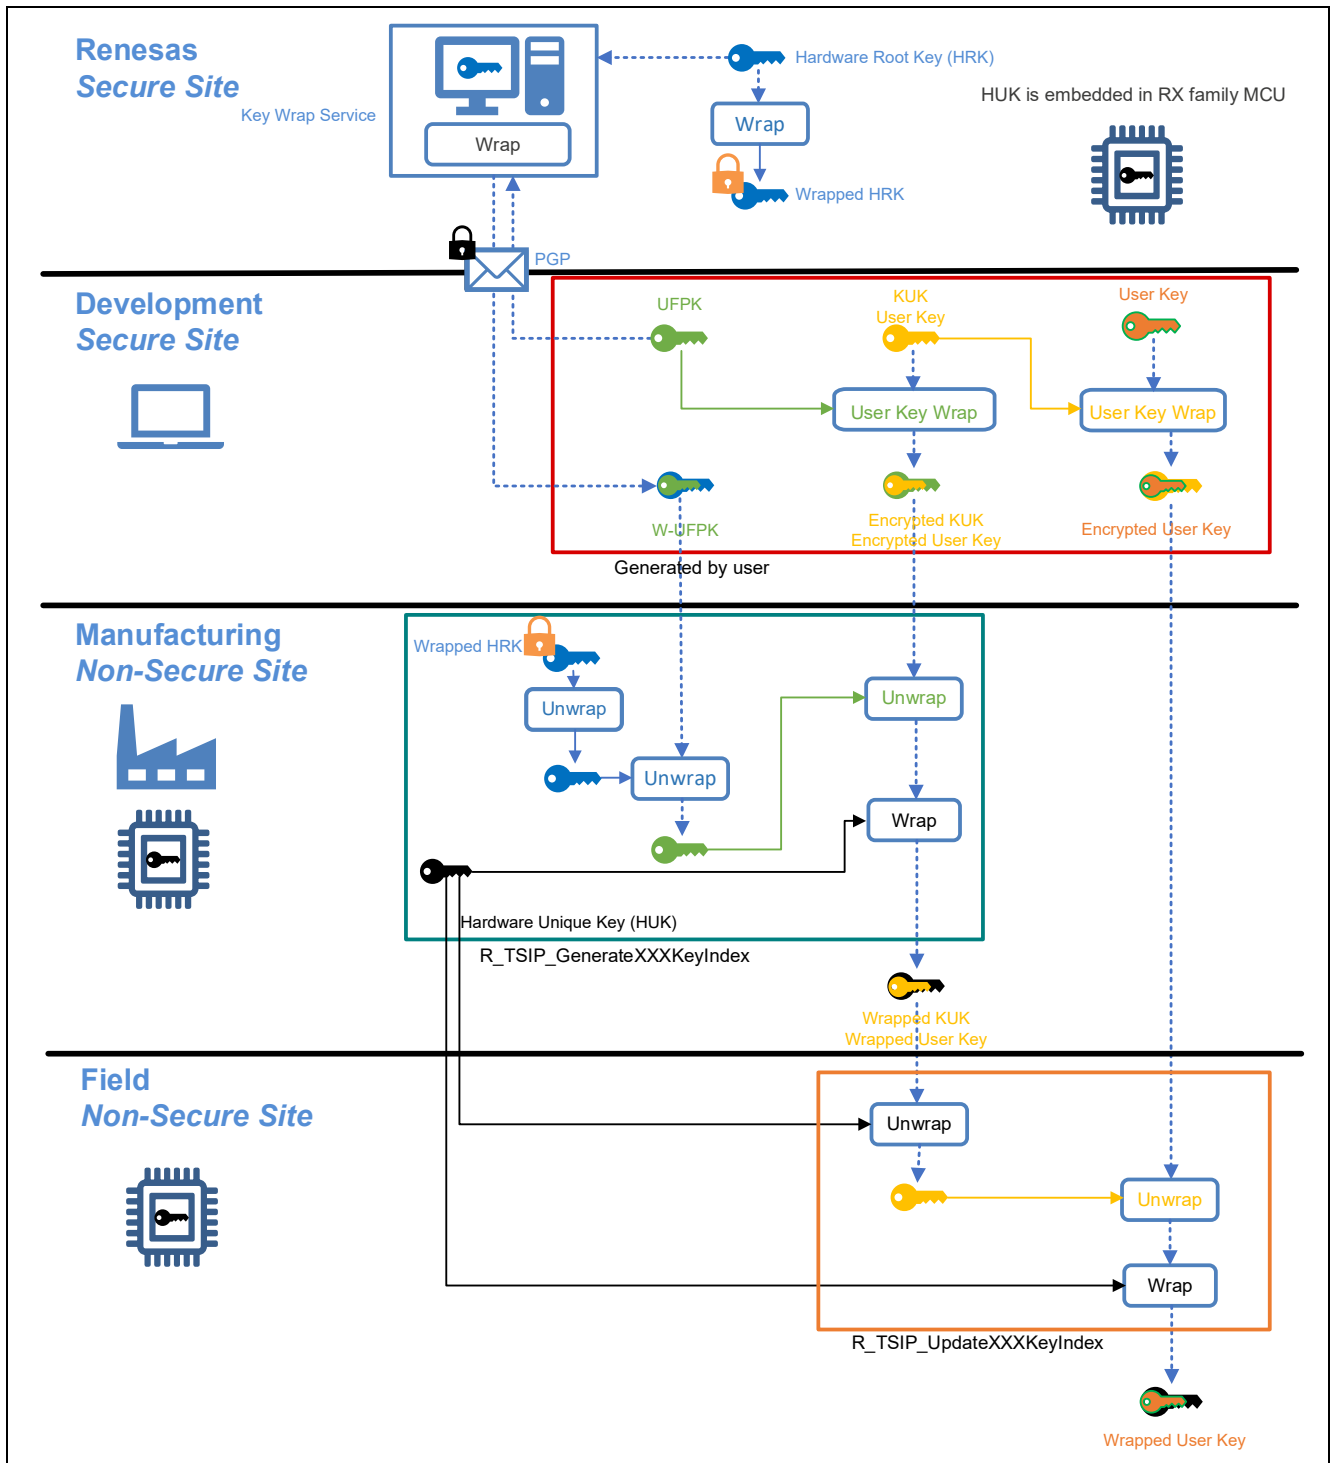 Renesas
Secure Site
Key Wrap Service
Wrap
Hardware Root Key (HRK)
Wrap
Wrapped HRK
HUK is embedded in RX family MCU
PGP
Development
Secure Site
UFPK
KUK
User Key
User Key
User Key Wrap
User Key Wrap
W-UFPK
Encrypted KUK
Encrypted User Key
Encrypted User Key
Generated by user
Manufacturing
Non-Secure Site
Wrapped HRK
Unwrap
Unwrap
Unwrap
Wrap
Hardware Unique Key (HUK)
R_TSIP_GenerateXXXKeyIndex
Wrapped KUK
Wrapped User Key
Field
Non-Secure Site
Unwrap
Unwrap
Wrap
R_TSIP_UpdateXXXKeyIndex
Wrapped User Key